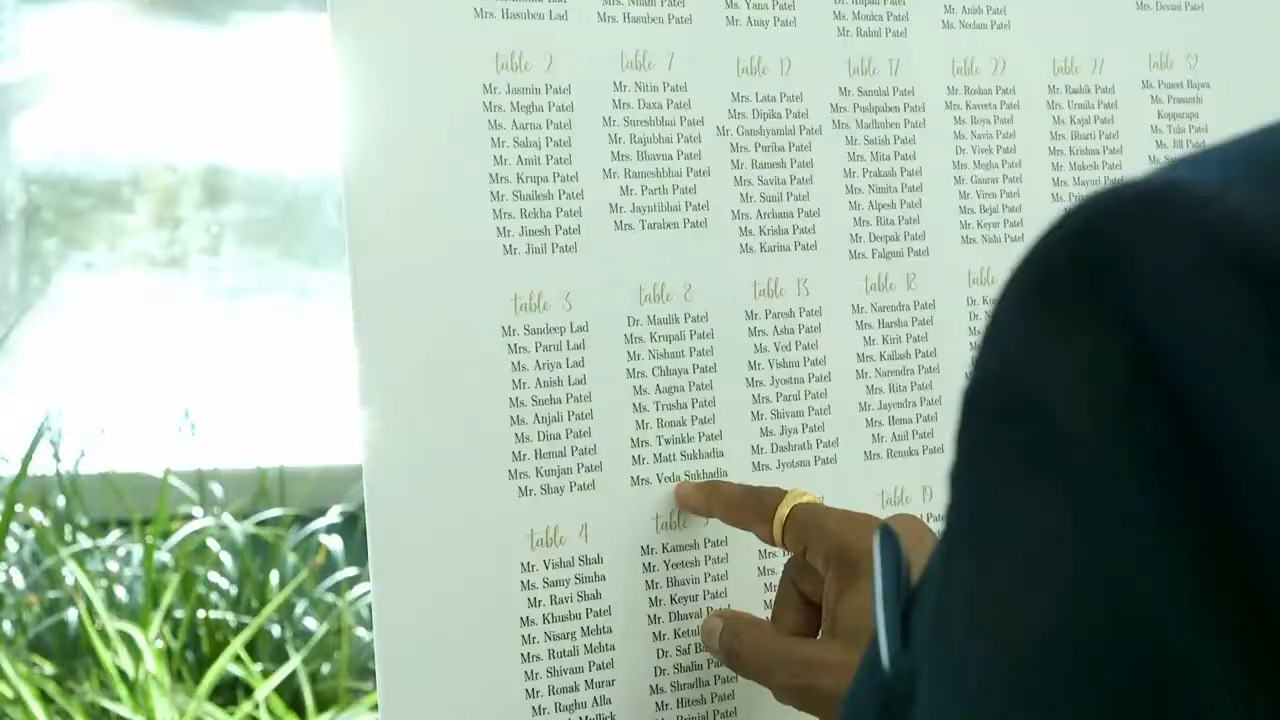 Mrs. Hasuben Lad
Mrs. Hasuben Patel
Ms. Yana Patel
Mr. Anay Patel
Ms. Monica Patel
Mr. Rahul Patel
Mr. Anish Patel
Ms. Neelam Patel
Mrs. Devani Patel
table 2
Mr. Jasmin Patel
Mrs. Megha Patel
Ms. Aarna Patel
Mr. Sahaj Patel
Mr. Amit Patel
Mrs. Krupa Patel
Mr. Shailesh Patel
Mrs. Rekha Patel
Mr. Jinesh Patel
Mr. Jinil Patel
table 7
Mr. Nitin Patel
Mrs. Daxa Patel
Mr. Sureshbhai Patel
Mr. Rajubhai Patel
Mrs. Bhavna Patel
Mr. Rameshbhai Patel
Mr. Parth Patel
Mr. Jayntibhai Patel
Mrs. Taraben Patel
table 12
Mrs. Lata Patel
Mrs. Dipika Patel
Mr. Ganshyamlal Patel
Mrs. Puriba Patel
Mr. Ramesh Patel
Mrs. Savita Patel
Mr. Sunil Patel
Mrs. Archana Patel
Ms. Krisha Patel
Ms. Karina Patel
table 17
Mr. Sanulal Patel
Mrs. Pushpaben Patel
Mrs. Madhuben Patel
Mr. Satish Patel
Mrs. Mita Patel
Mr. Prakash Patel
Mrs. Nimita Patel
Mr. Alpesh Patel
Mrs. Rita Patel
Mr. Deepak Patel
Mrs. Falguni Patel
table 22
Mr. Roshan Patel
Mrs. Kaveeta Patel
Ms. Roya Patel
Ms. Navia Patel
Dr. Vivek Patel
Mrs. Megha Patel
Mr. Gaurav Patel
Mr. Viren Patel
Mrs. Bejal Patel
Mr. Keyur Patel
Mrs. Nishi Patel
table 27
Mr. Rashik Patel
Mrs. Urmila Patel
Ms. Kajal Patel
Mrs. Bharti Patel
Mrs. Krishna Patel
Mr. Mukesh Patel
Mrs. Mayuri Patel
table 32
Ms. Puneet Bajwa
Ms. Prasanthi
Kopparapu
Ms. Tulsi Patel
Ms. Jill Patel
table 3
Mr. Sandeep Lad
Mrs. Parul Lad
Ms. Ariya Lad
Mr. Anish Lad
Ms. Sneha Patel
Ms. Anjali Patel
Ms. Dina Patel
Mr. Hemal Patel
Mrs. Kunjan Patel
Mr. Shay Patel
table 8
Dr. Maulik Patel
Mrs. Krupali Patel
Mr. Nishant Patel
Mrs. Chhaya Patel
Ms. Aagna Patel
Ms. Trusha Patel
Mr. Ronak Patel
Mrs. Twinkle Patel
Mr. Matt Sukhadia
Mrs. Veda Sukhadia
table 13
Mr. Paresh Patel
Mrs. Asha Patel
Ms. Ved Patel
Mr. Vishnu Patel
Mrs. Jyostna Patel
Mrs. Parul Patel
Mr. Shivam Patel
Ms. Jiya Patel
Mr. Dashrath Patel
Mrs. Jyotsna Patel
table 18
Mr. Narendra Patel
Mrs. Harsha Patel
Mr. Kirit Patel
Mrs. Kailash Patel
Mr. Narendra Patel
Mrs. Rita Patel
Mr. Jayendra Patel
Mrs. Hema Patel
Mr. Anil Patel
Mrs. Renuka Patel
table
table 4
Mr. Vishal Shah
Ms. Samy Simha
Mr. Ravi Shah
Ms. Khusbu Patel
Mr. Nisarg Mehta
Mrs. Rutali Mehta
Mr. Shivam Patel
Mr. Ronak Murar
Mr. Raghu Alla
table
Mr. Kamesh Patel
Mr. Yeetesh Patel
Mr. Bhavin Patel
Mr. Keyur Patel
Mr. Dhaval
Mr. Ketul
Dr. Saf
Dr. Shalin
Ms. Shradha Patel
Mr. Hitesh Patel
table 19